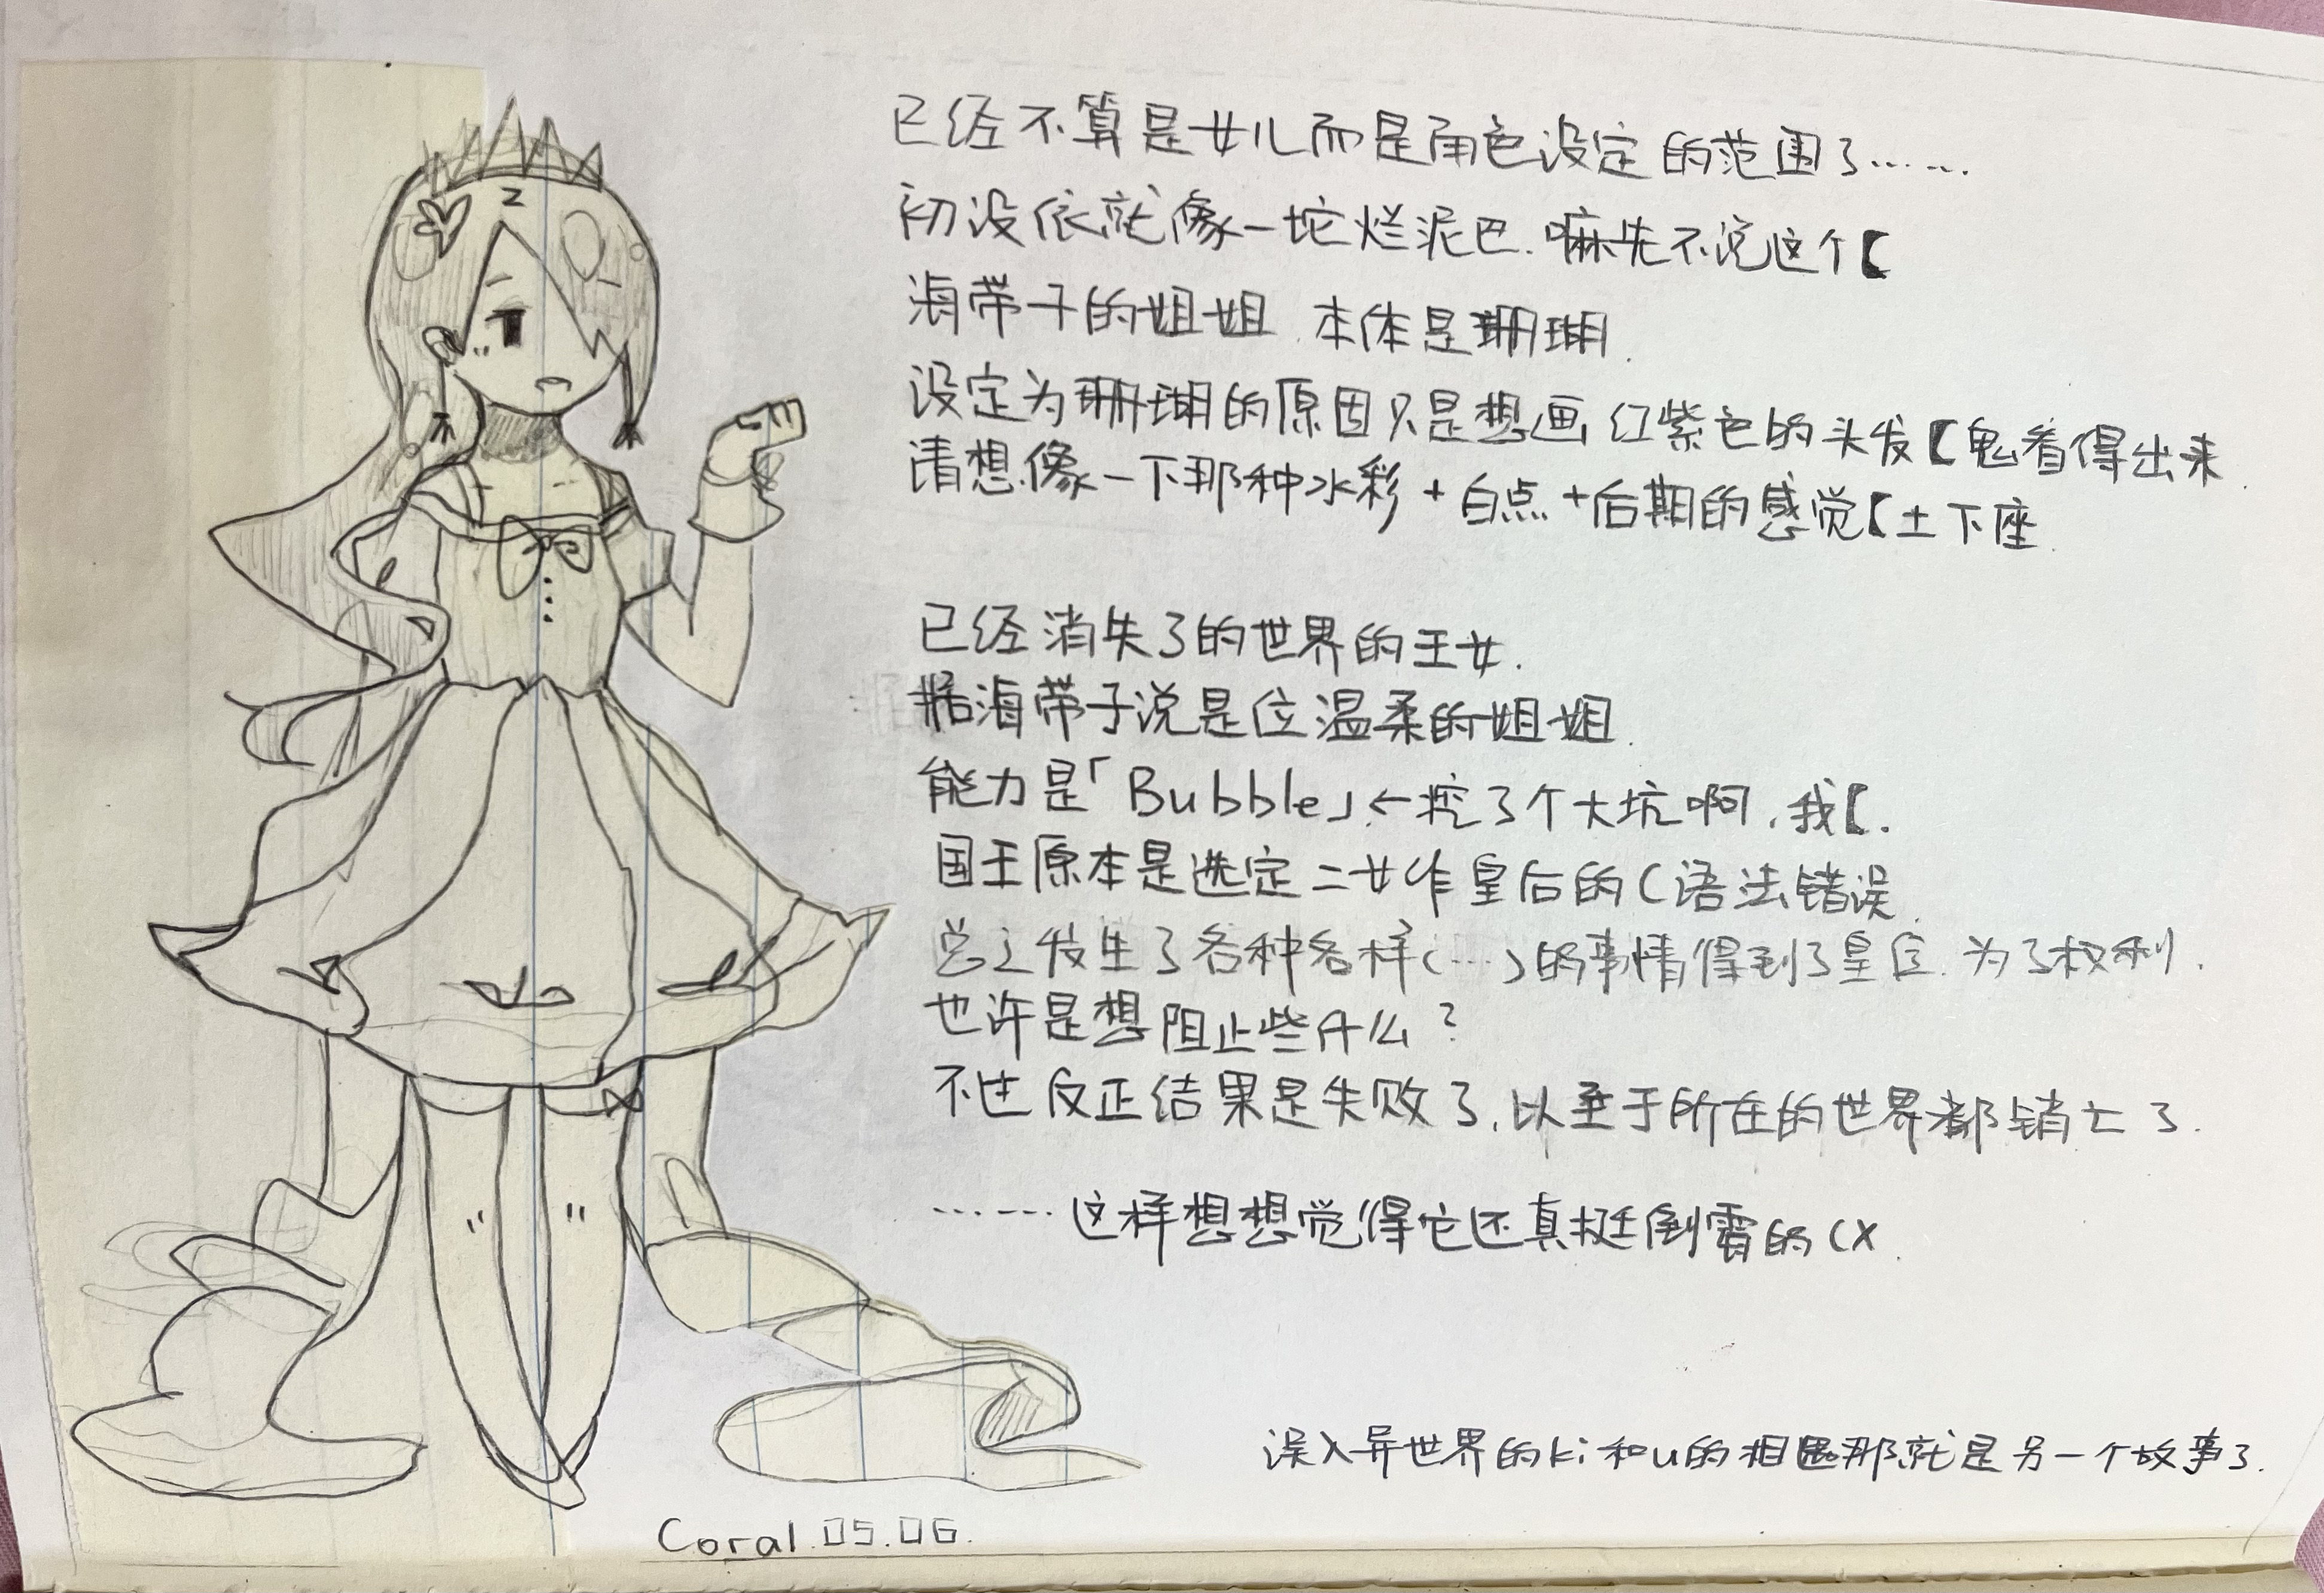 已经不算是女儿而是角色设定的范围了……
初设依就像一坨烂泥巴.嘛先不说这个【
海带子的姐姐.本体是珊瑚.
设定为珊瑚的原因只是想画红紫色的头发【鬼看得出来.
请想像一下那种水彩+白点+后期的感觉【土下座.
已经消失了的世界的王女.
据海带子说是位温柔的姐姐.
能力是「Bubble」←挖了个大坑啊,我【.
国王原本是选定二女作皇后的(语法错误.
总之发生了各种各样(…)的事情得到了皇位.为了权利.
也许是想阻止些什么?
不过反正结果是失败了,以至于所在的世界都销亡了.
……这样想想觉得它还真挺倒霉的(X.
误入异世界的ki和u的相遇那就是另一个故事了.
Coral.05.06.